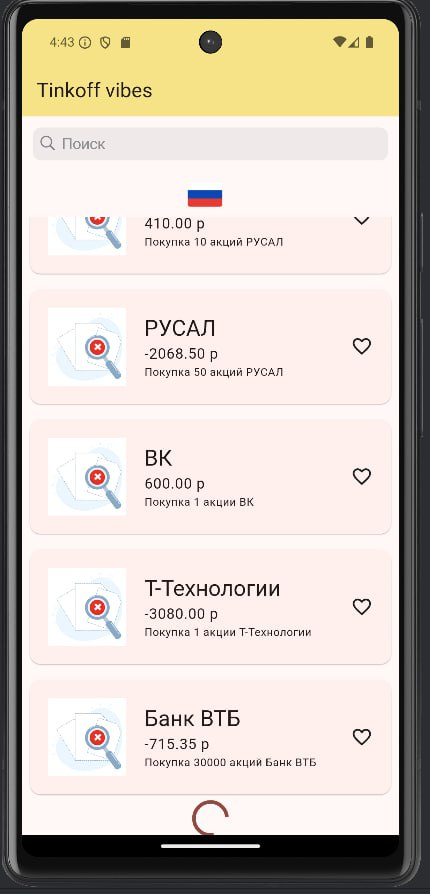 4:43
Tinkoff vibes
Поиск
410.00 р
Покупка 10 акций РУСАЛ
РУСАЛ
-2068.50 р
Покупка 50 акций РУСАЛ
ВК
600.00 р
Покупка 1 акции ВК
Т-Технологии
-3080.00 р
Покупка 1 акции Т-Технологии
Банк ВТБ
-715.35 р
Покупка 30000 акций Банк ВТБ